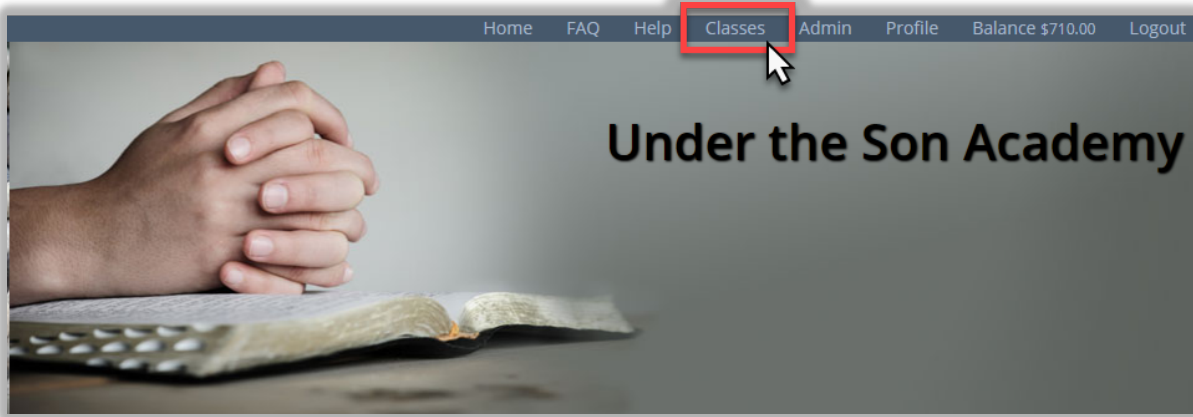 Home FAQ Help Classes Admin Profile Balance $710.00 Logout
Under the Son Academy